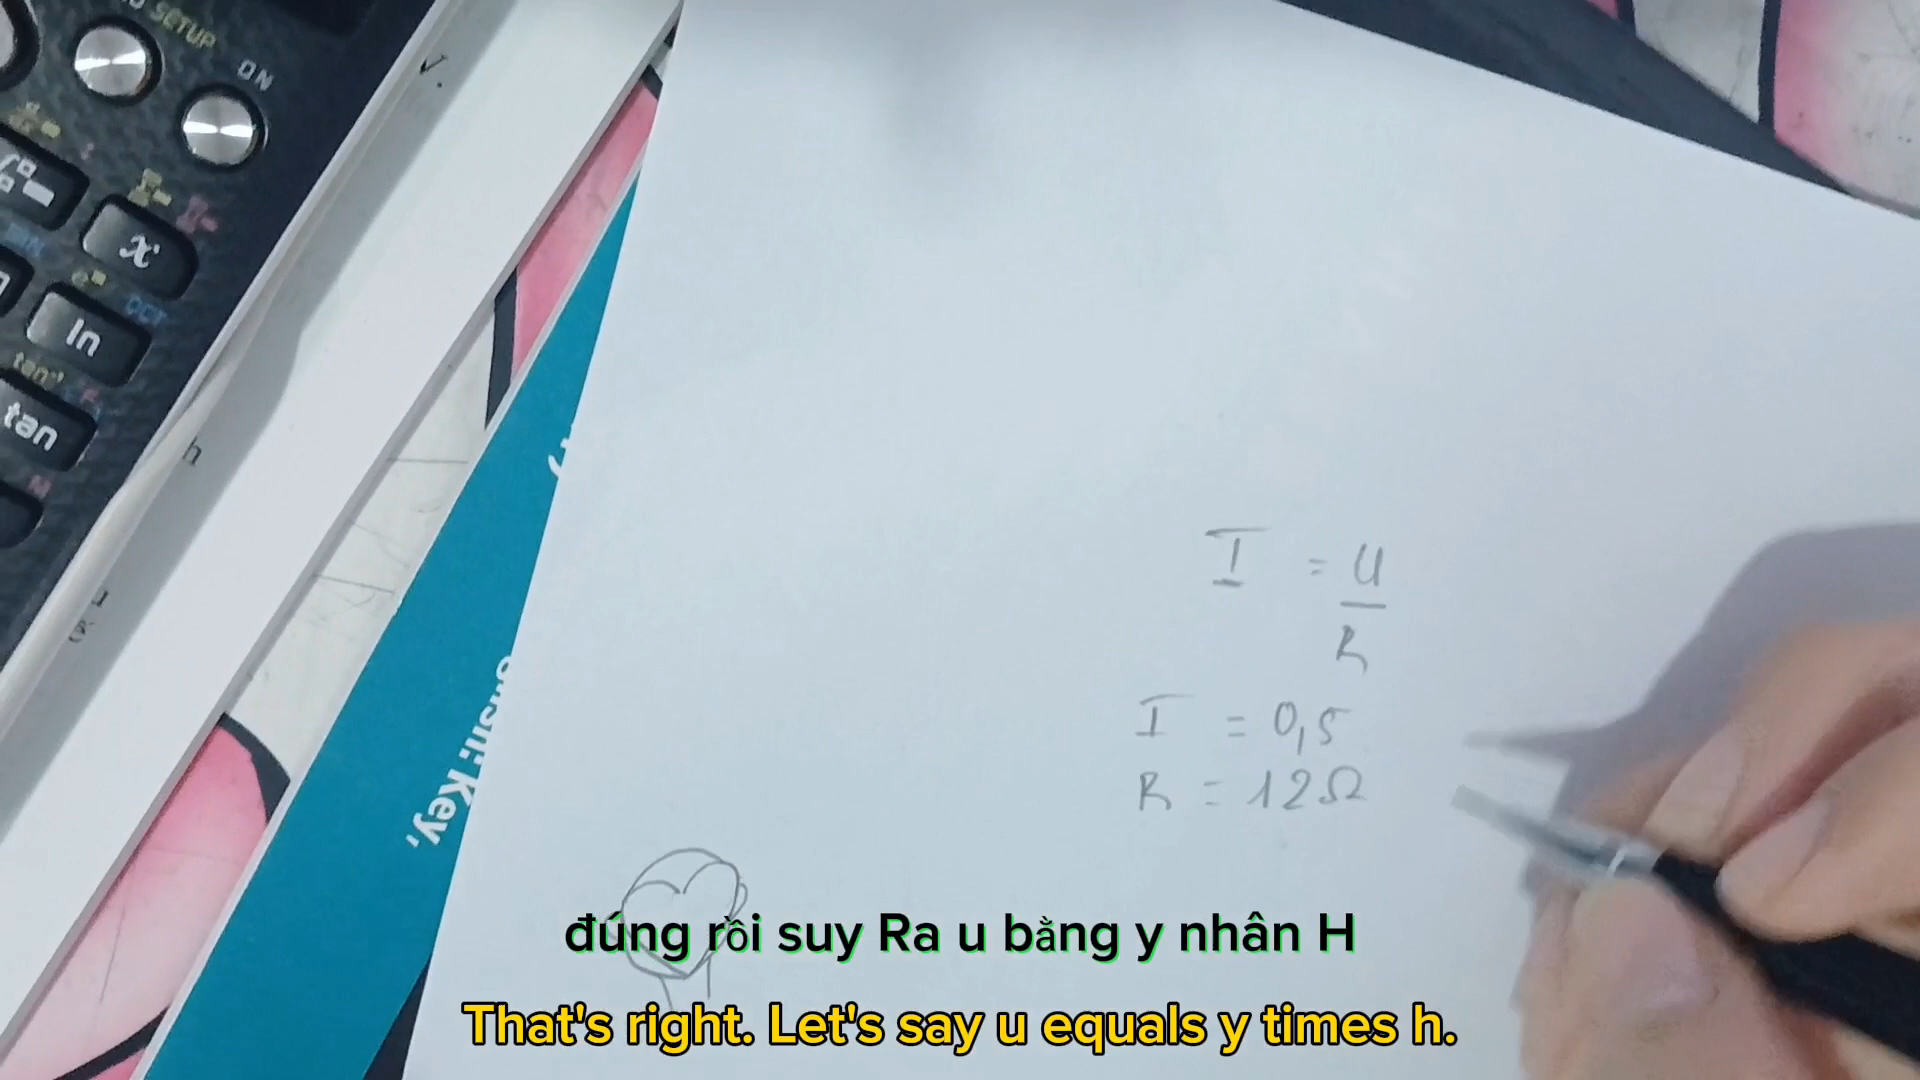 SETUP
ON
x
ln
tan⁻¹
tan
V.
h
u
Key,
I = U
R
I = 0,5
R = 12Ω
đúng rồi suy Ra u bằng y nhân H
That's right. Let's say u equals y times h.